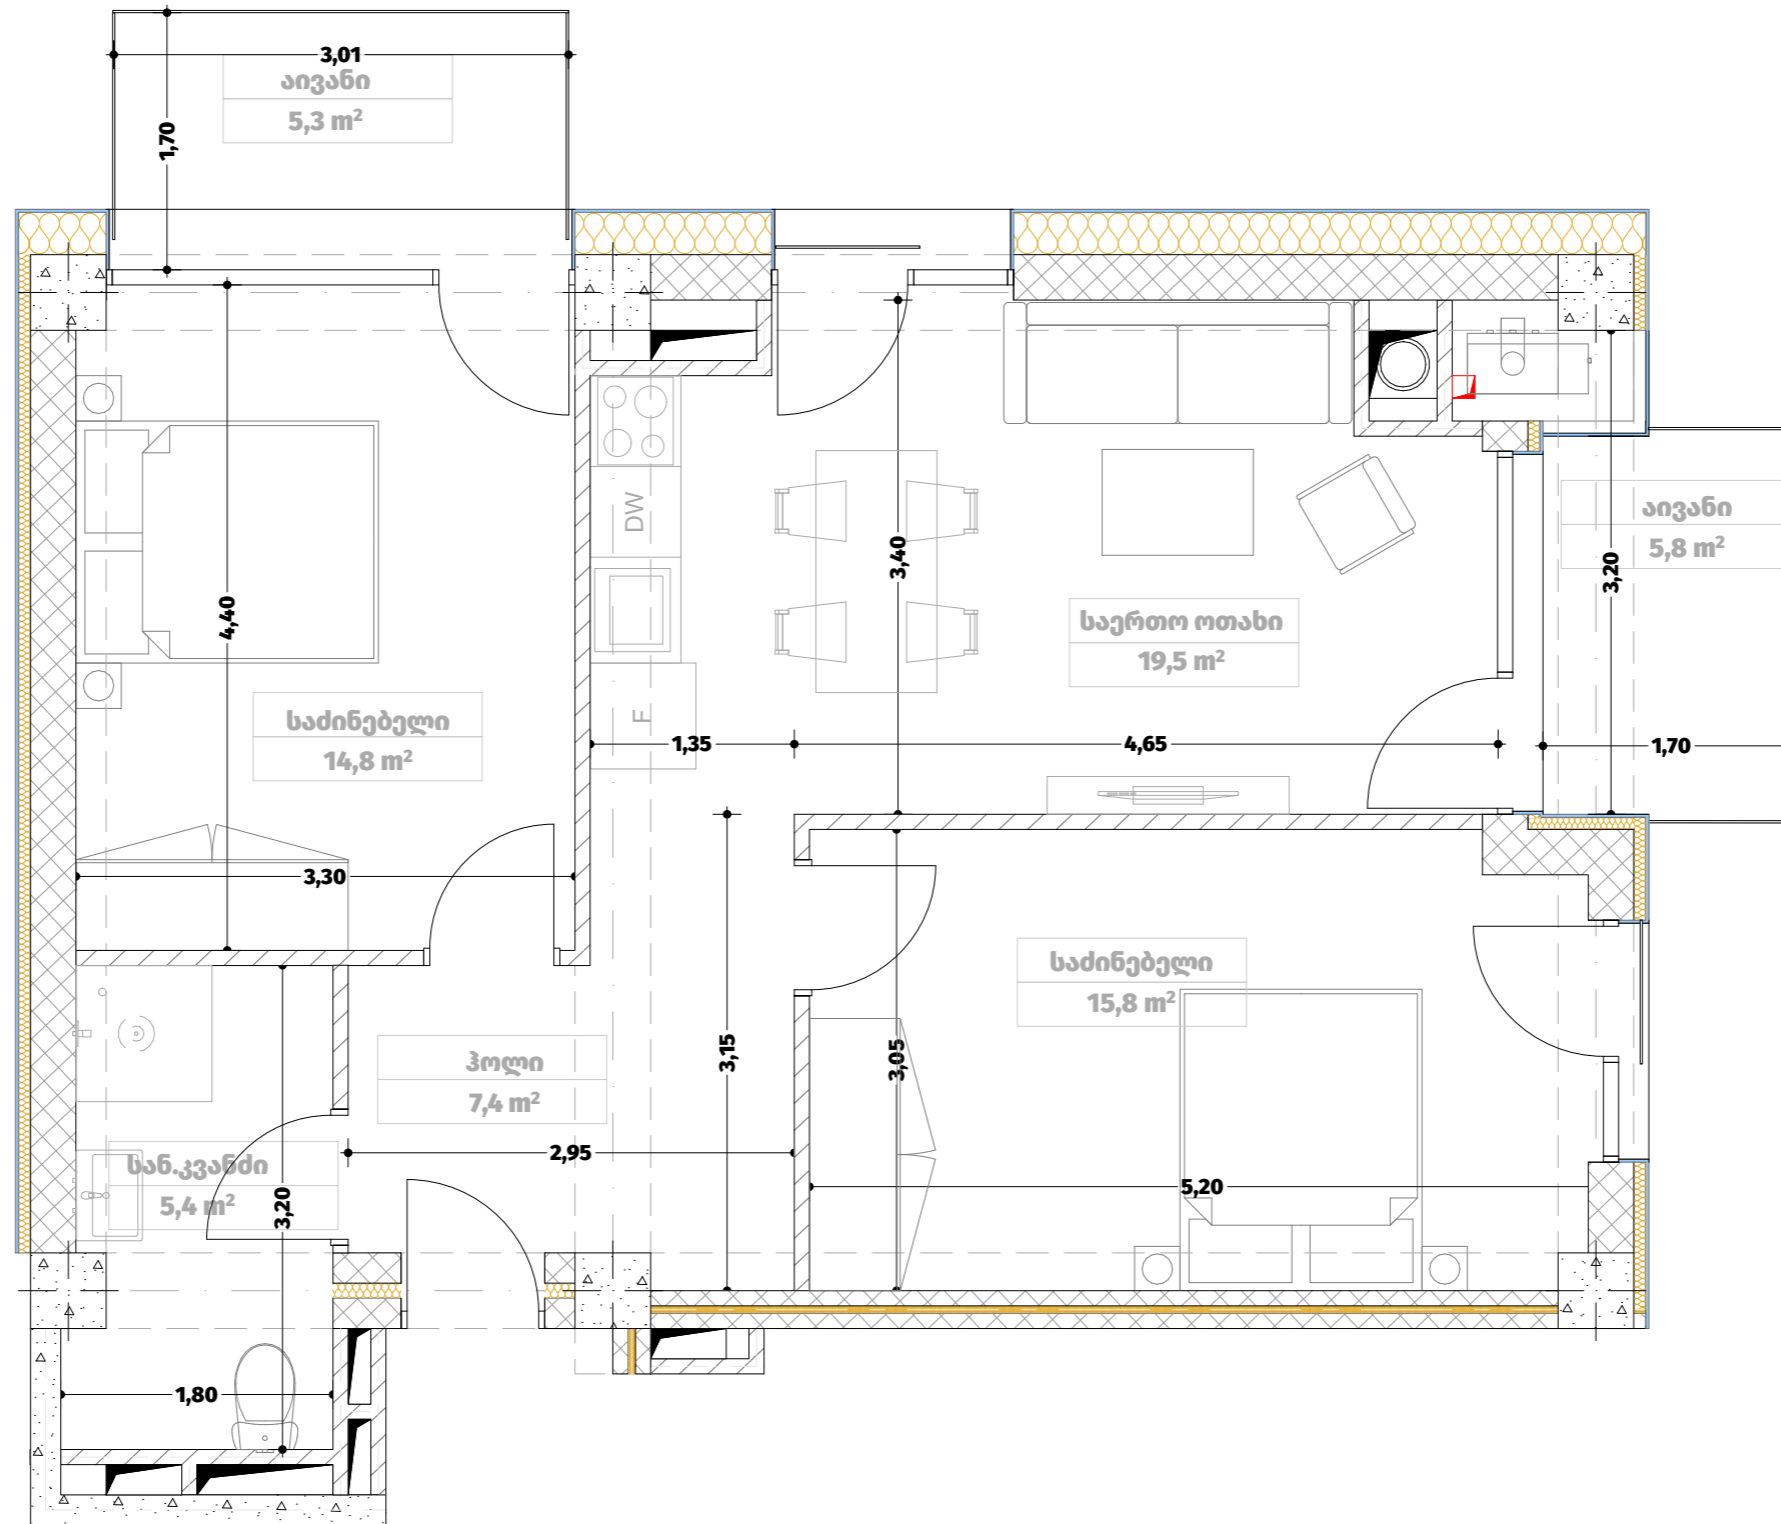 3,01
აივანი
5,3 m²
1,70
DW
3,40
4,40
აივანი
5,8 m²
3,20
საერთო ოთახი
19,5 m²
საძინებელი
14,8 m²
F
1,35
4,65
1,70
3,30
საძინებელი
15,8 m²
3,15
3,05
ჰოლი
7,4 m²
2,95
სან.კვანძი
5,4 m²
3,20
5,20
1,80